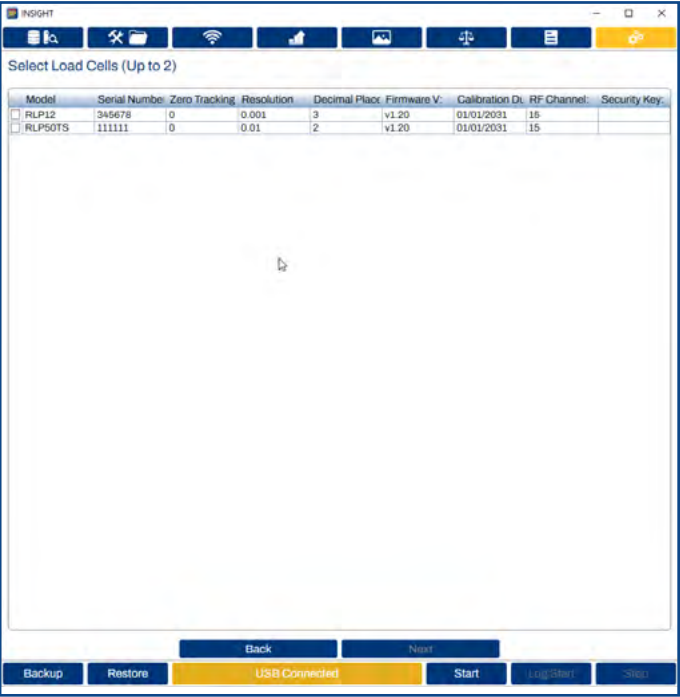 INSIGHT
Select Load Cells (Up to 2)
Model Serial Numbe Zero Tracking Resolution Decimal Place Firmware V: Calibration Du RF Channel: Security Key:
RLP12 345678 0 0.001 3 v1.20 01/01/2031 15
RLP50TS 111111 0 0.01 2 v1.20 01/01/2031 15
Back Next
Backup Restore USB Connected Start Log Start Stop